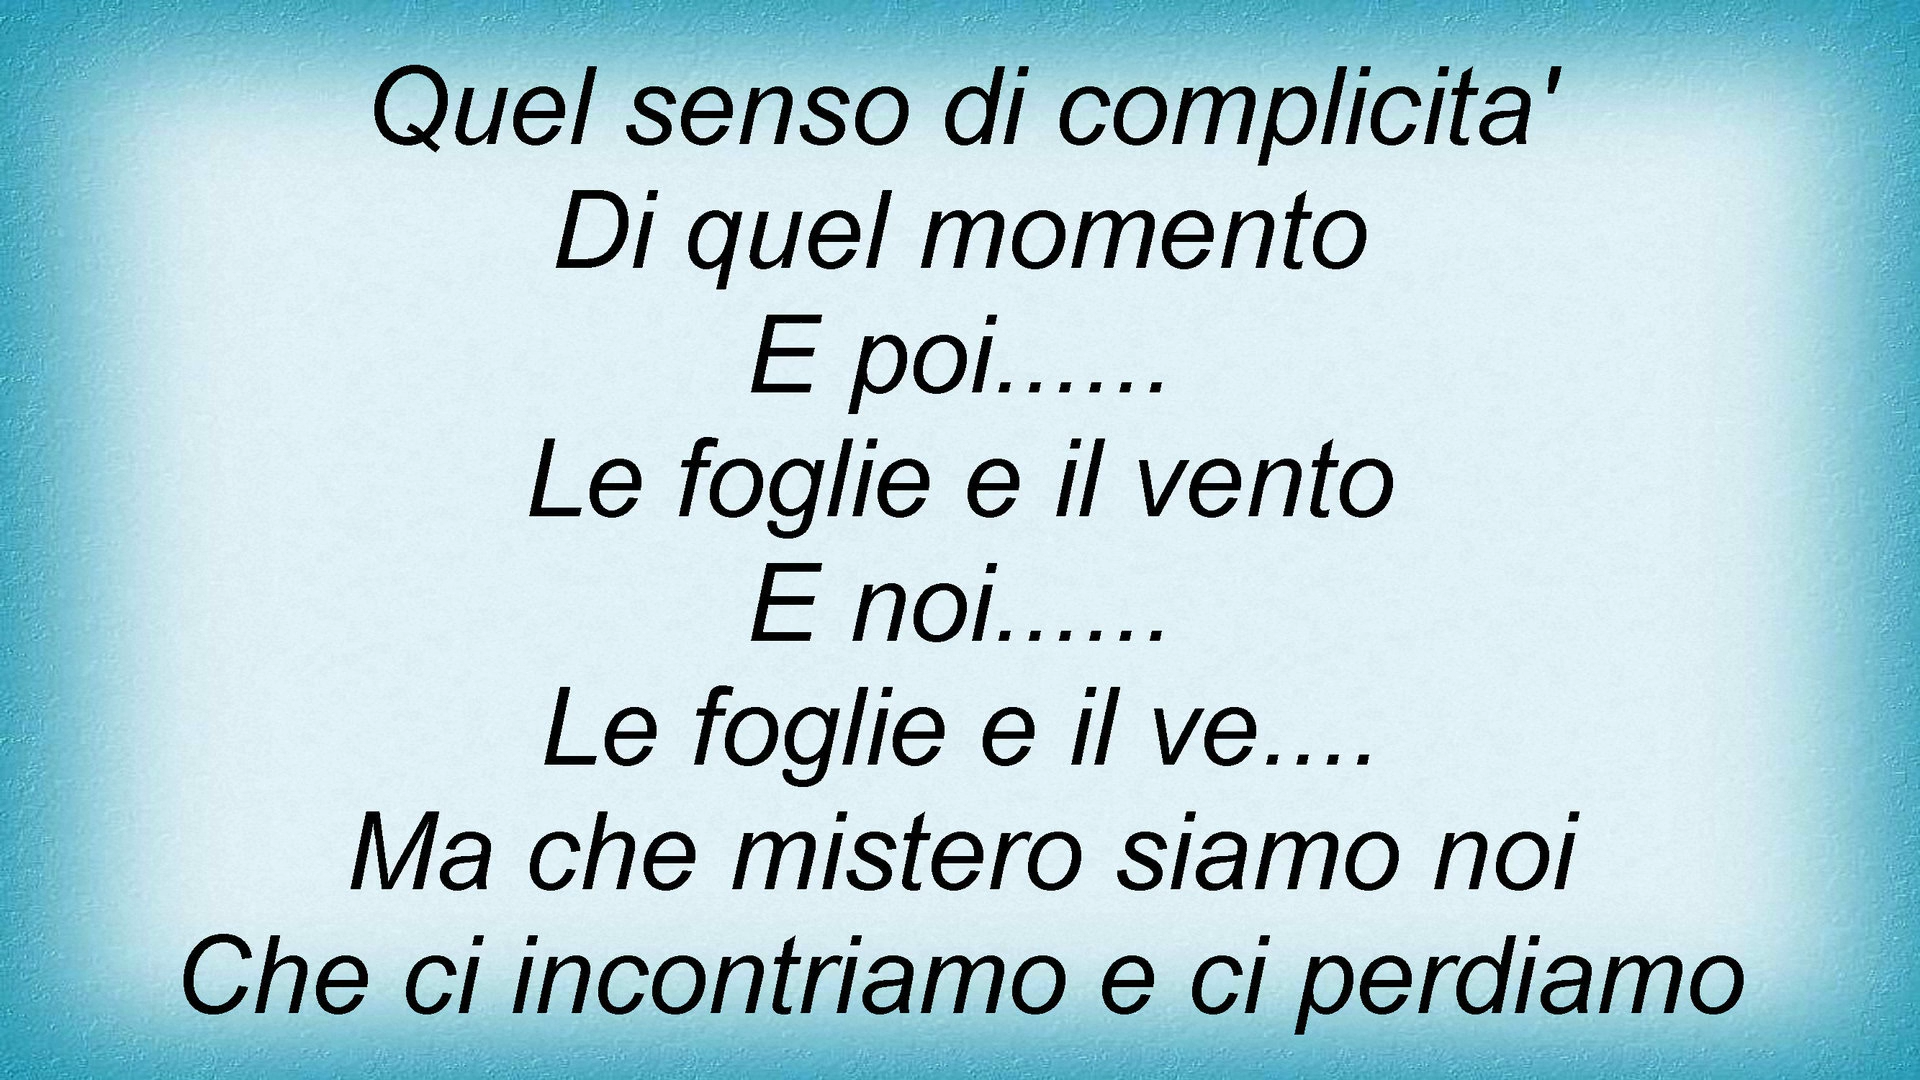 Quel senso di complicita'
Di quel momento
E poi......
Le foglie e il vento
E noi......
Le foglie e il ve....
Ma che mistero siamo noi
Che ci incontriamo e ci perdiamo